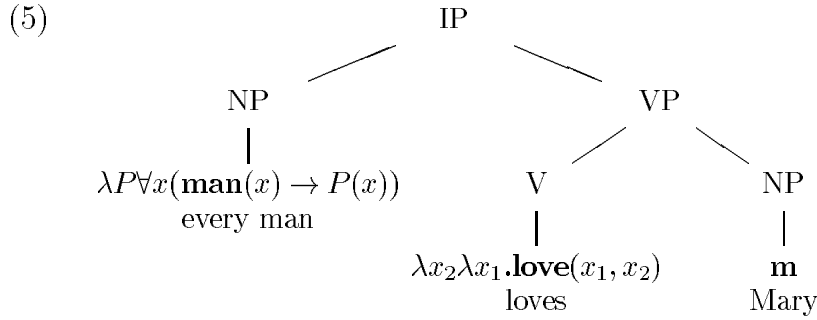 (5) IP
NP VP
λP∀x(man(x) → P(x)) V NP
every man
λx₂λx₁.love(x₁, x₂) m
loves Mary